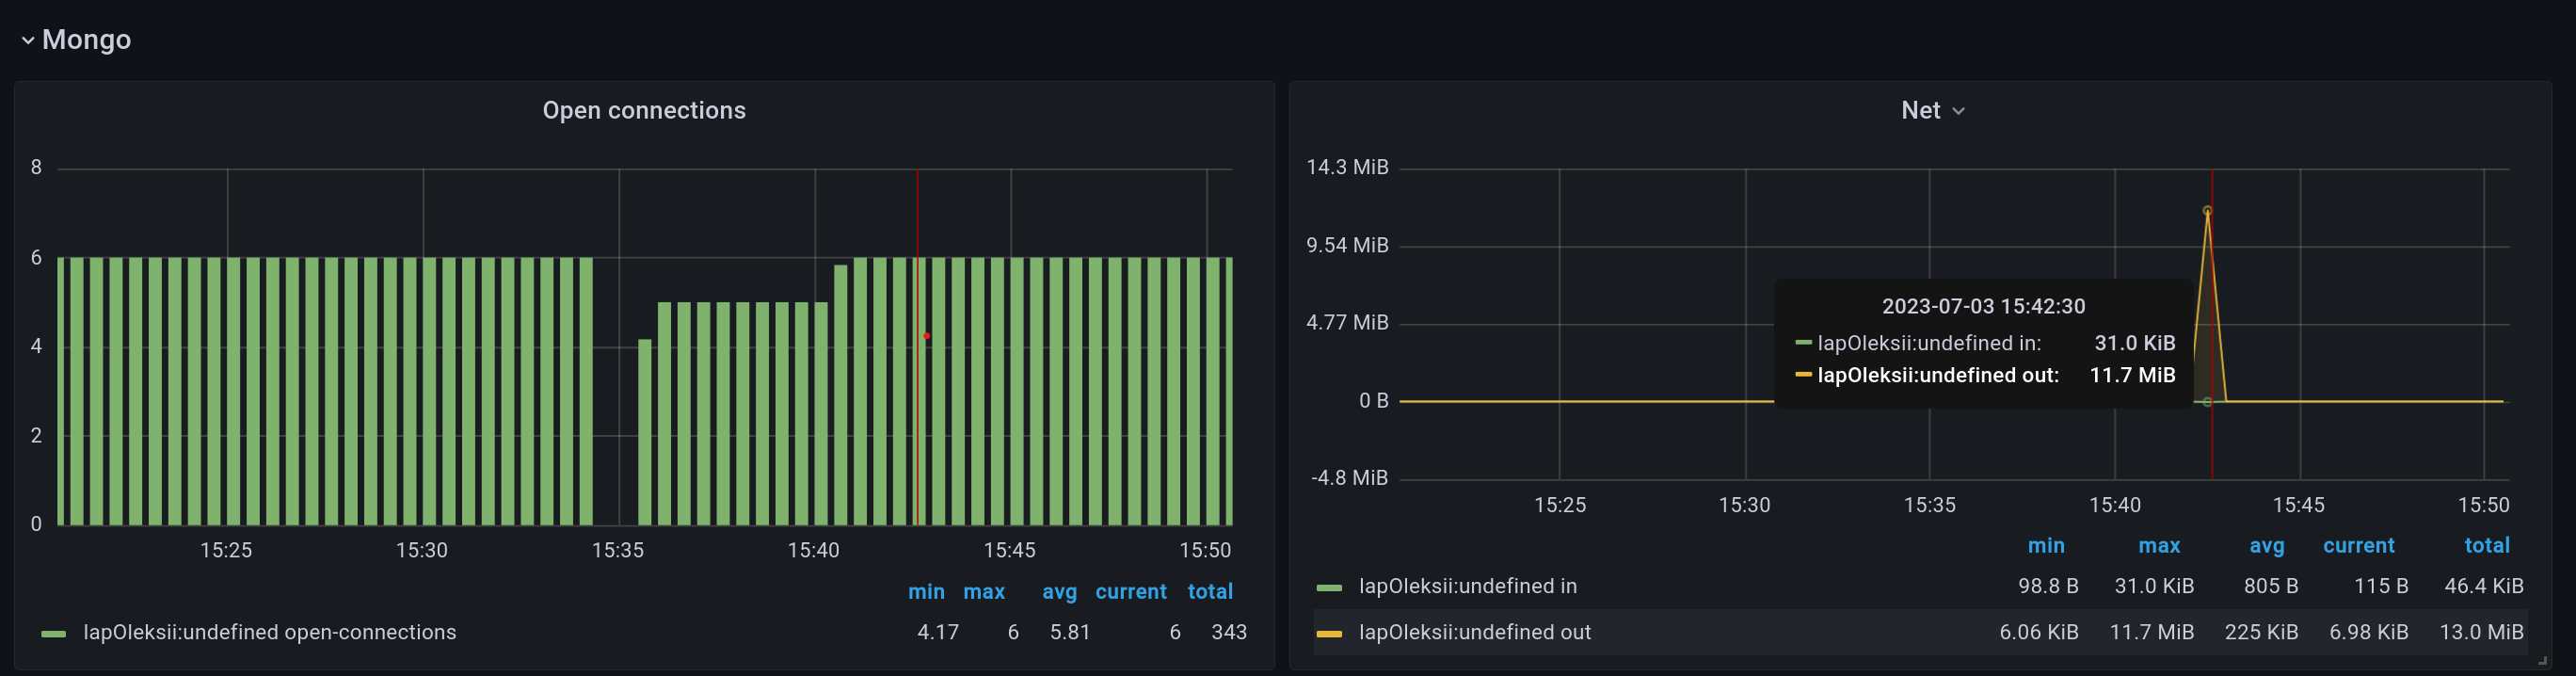 Mongo
Open connections
8
6
4
2
0
15:25 15:30 15:35 15:40 15:45 15:50
min max avg current total
lapOleksii:undefined open-connections 4.17 6 5.81 6 343
Net
14.3 MiB
9.54 MiB
4.77 MiB
0 B
-4.8 MiB
2023-07-03 15:42:30
lapOleksii:undefined in: 31.0 KiB
lapOleksii:undefined out: 11.7 MiB
15:25 15:30 15:35 15:40 15:45 15:50
min max avg current total
lapOleksii:undefined in 98.8 B 31.0 KiB 805 B 115 B 46.4 KiB
lapOleksii:undefined out 6.06 KiB 11.7 MiB 225 KiB 6.98 KiB 13.0 MiB